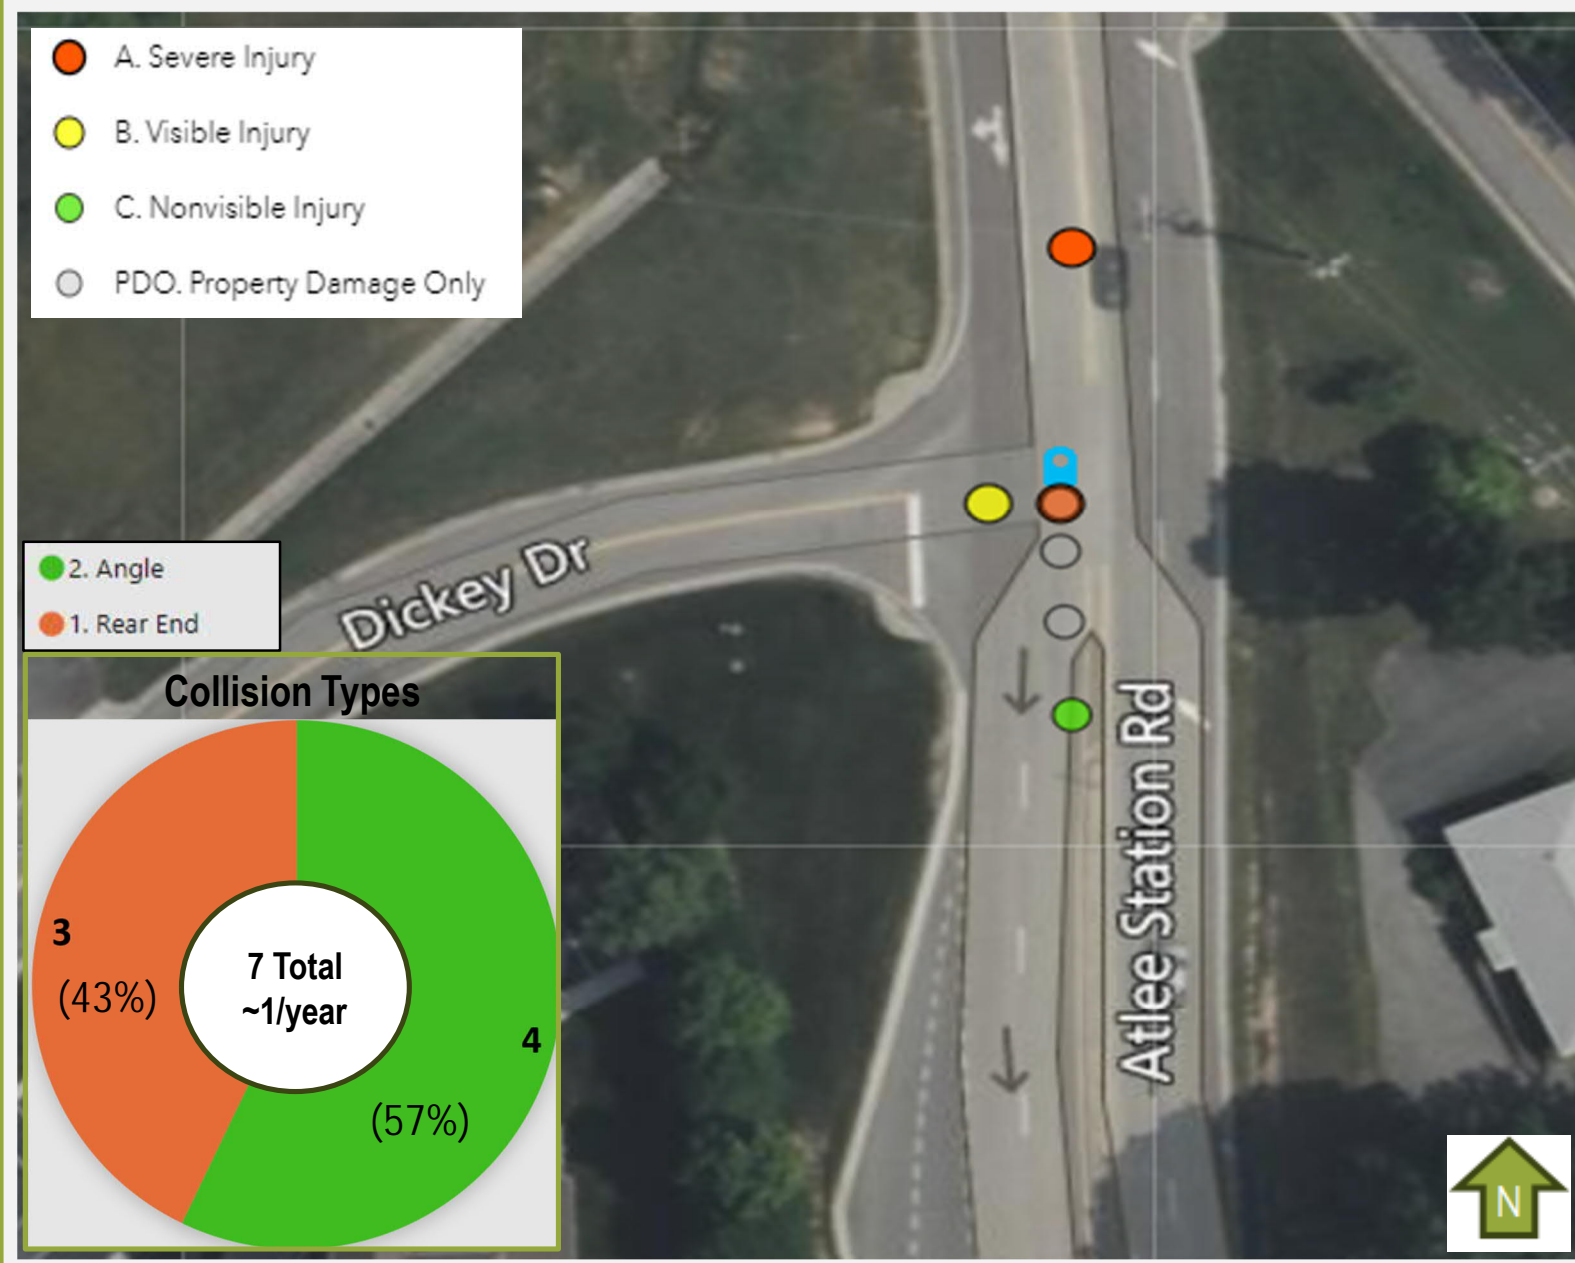 A. Severe Injury
B. Visible Injury
C. Nonvisible Injury
PDO. Property Damage Only
Dickey Dr
2. Angle
1. Rear End
Collision Types
3
(43%)
7 Total
~1/year
4
(57%)
Atlee Station Rd
N